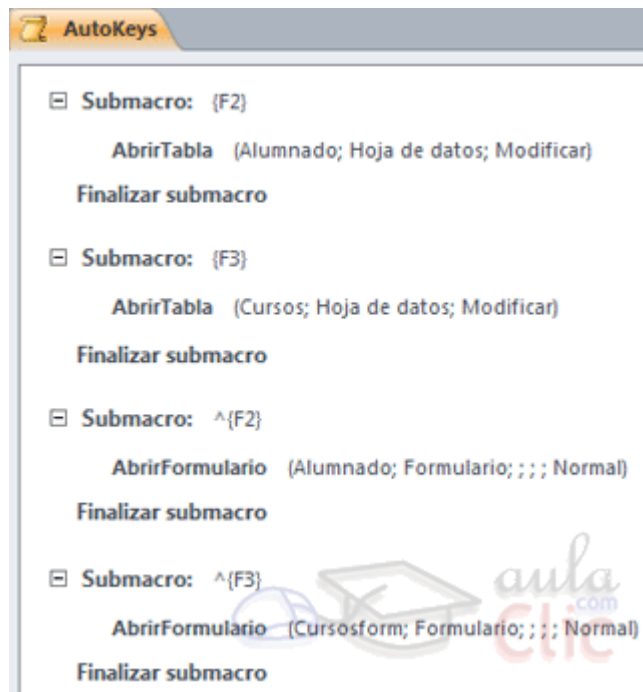 AutoKeys
Submacro: {F2}
AbrirTabla (Alumnado; Hoja de datos; Modificar)
Finalizar submacro
Submacro: {F3}
AbrirTabla (Cursos; Hoja de datos; Modificar)
Finalizar submacro
Submacro: ^{F2}
AbrirFormulario (Alumnado; Formulario; ; ; ; Normal)
Finalizar submacro
Submacro: ^{F3}
AbrirFormulario (Cursosform; Formulario; ; ; ; Normal)
Finalizar submacro
aula
.com
Clic